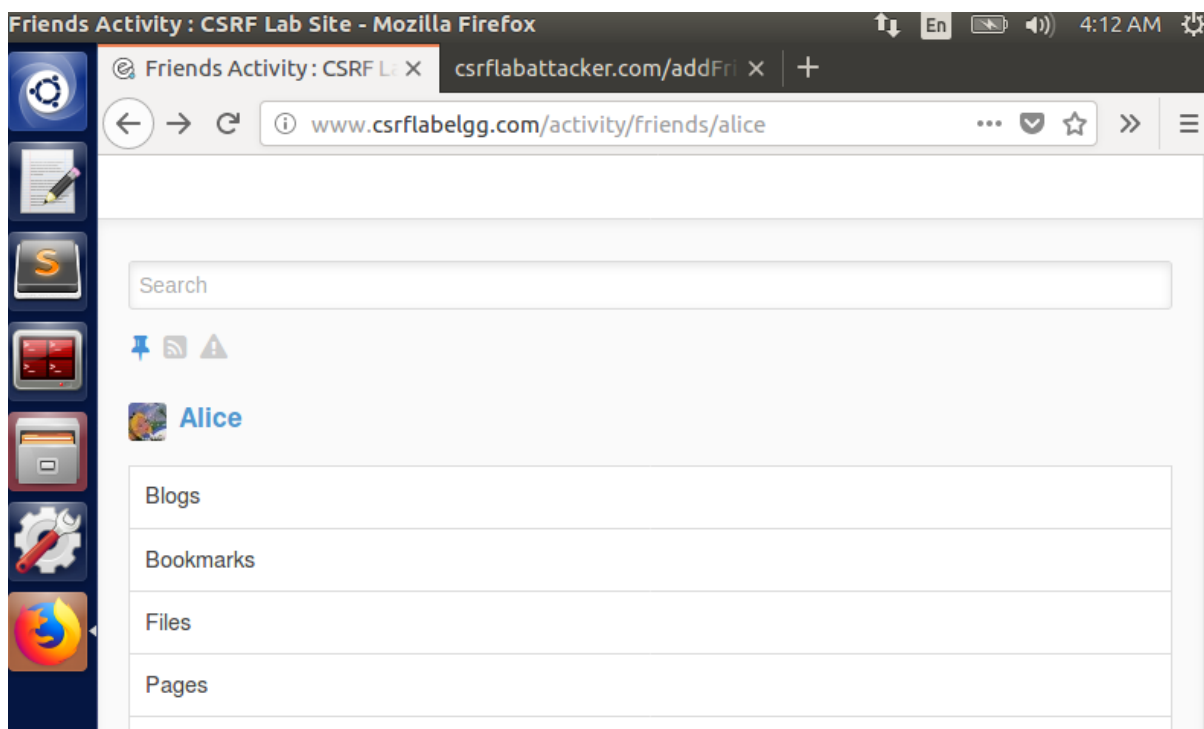 Friends Activity : CSRF Lab Site - Mozilla Firefox En 4:12 AM
Friends Activity : CSRF La csrflabattacker.com/addFri
www.csrflabelgg.com/activity/friends/alice
Search
Alice
Blogs
Bookmarks
Files
Pages